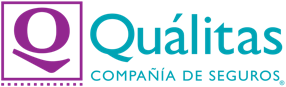 Q
Quálitas
COMPAÑÍA DE SEGUROS®